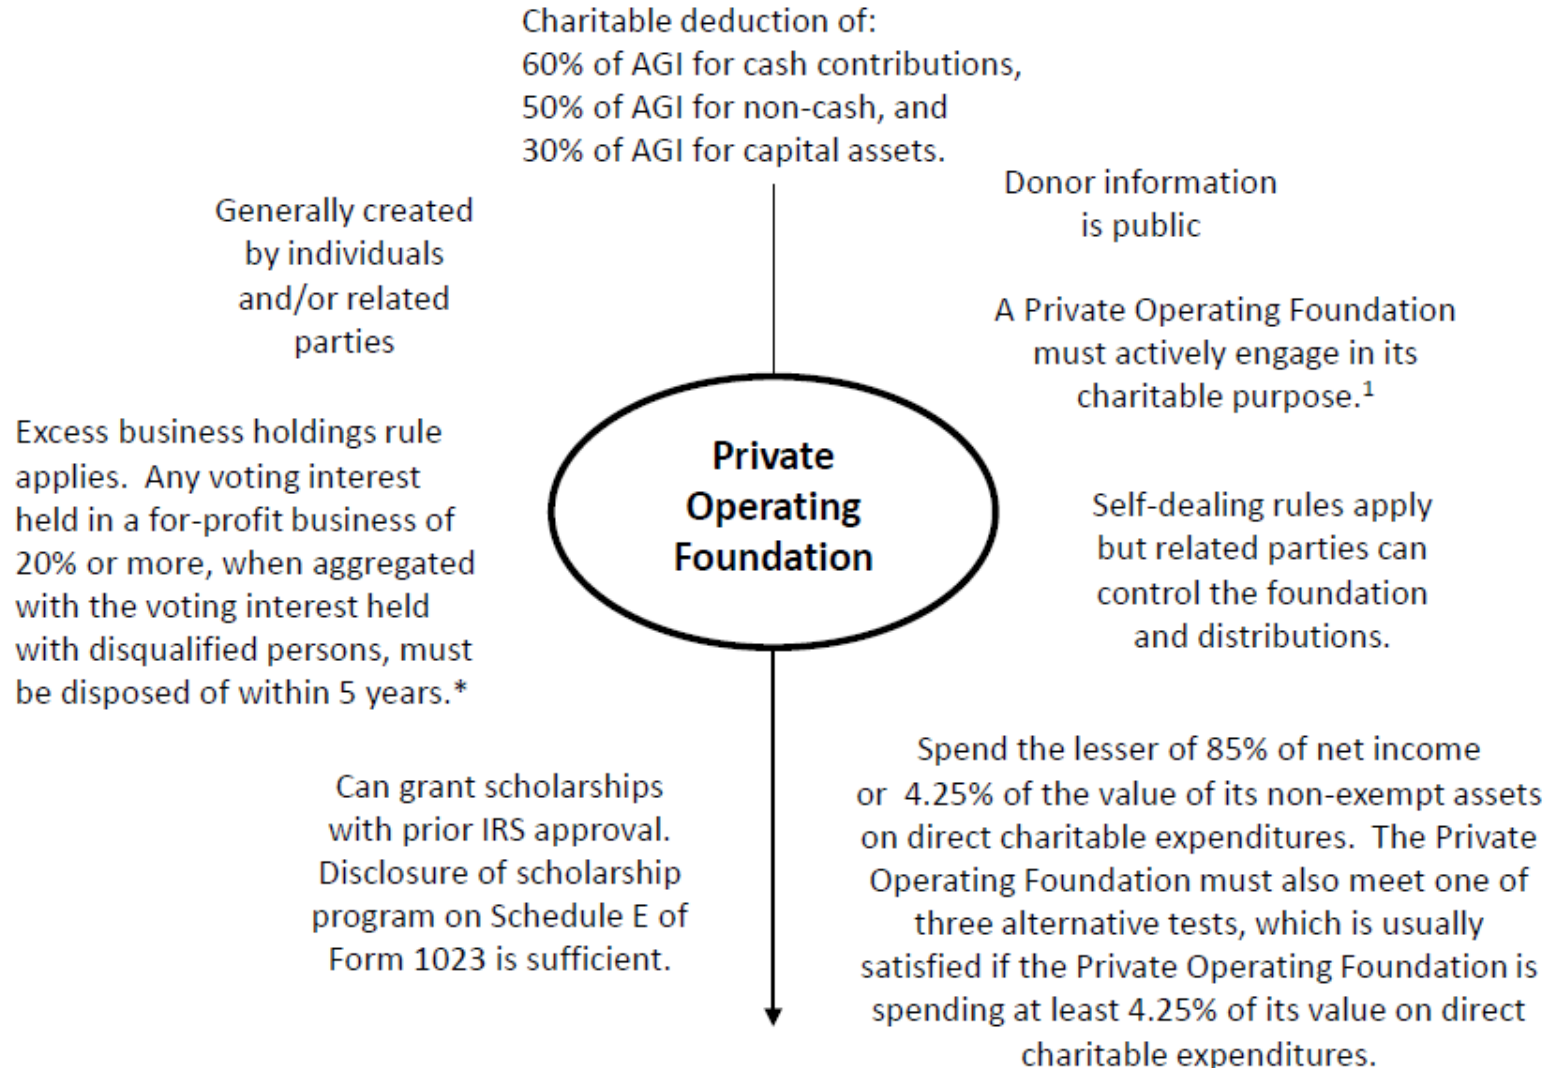 Charitable deduction of:
60% of AGI for cash contributions,
50% of AGI for non-cash, and
30% of AGI for capital assets.
Donor information
is public
Generally created
by individuals
and/or related
parties
A Private Operating Foundation
must actively engage in its
charitable purpose.¹
Excess business holdings rule
applies.  Any voting interest
held in a for-profit business of
20% or more, when aggregated
with the voting interest held
with disqualified persons, must
be disposed of within 5 years.*
Private
Operating
Foundation
Self-dealing rules apply
but related parties can
control the foundation
and distributions.
Can grant scholarships
with prior IRS approval.
Disclosure of scholarship
program on Schedule E of
Form 1023 is sufficient.
Spend the lesser of 85% of net income
or  4.25% of the value of its non-exempt assets
on direct charitable expenditures.  The Private
Operating Foundation must also meet one of
three alternative tests, which is usually
satisfied if the Private Operating Foundation is
spending at least 4.25% of its value on direct
charitable expenditures.